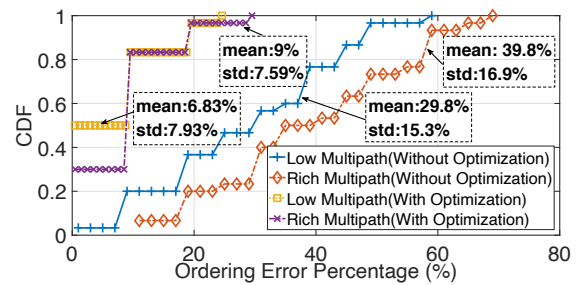 1
mean:9%
std:7.59%
mean: 39.8%
std:16.9%
0.8
CDF
0.6
mean:6.83%
std:7.93%
mean:29.8%
std:15.3%
0.4
Low Multipath(Without Optimization)
Rich Multipath(Without Optimization)
0.2
Low Multipath(With Optimization)
Rich Multipath(With Optimization)
0
0 20 40 60 80
Ordering Error Percentage (%)